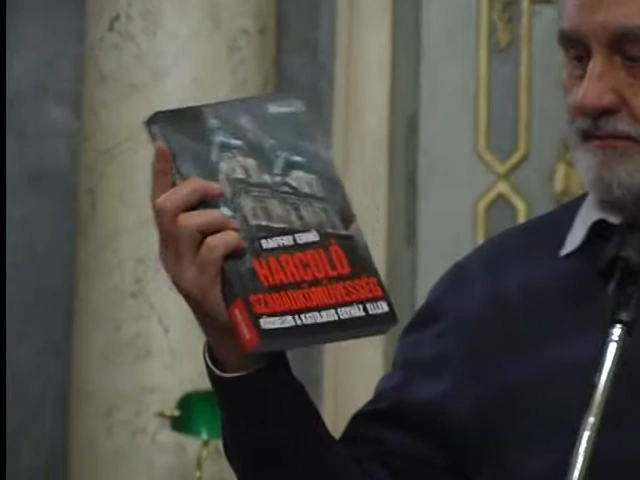 RAFFAY ERNŐ
HARCOLÓ
SZABADKŐMŰVESSÉG
A KATOLIKUS EGYHÁZ ELLEN